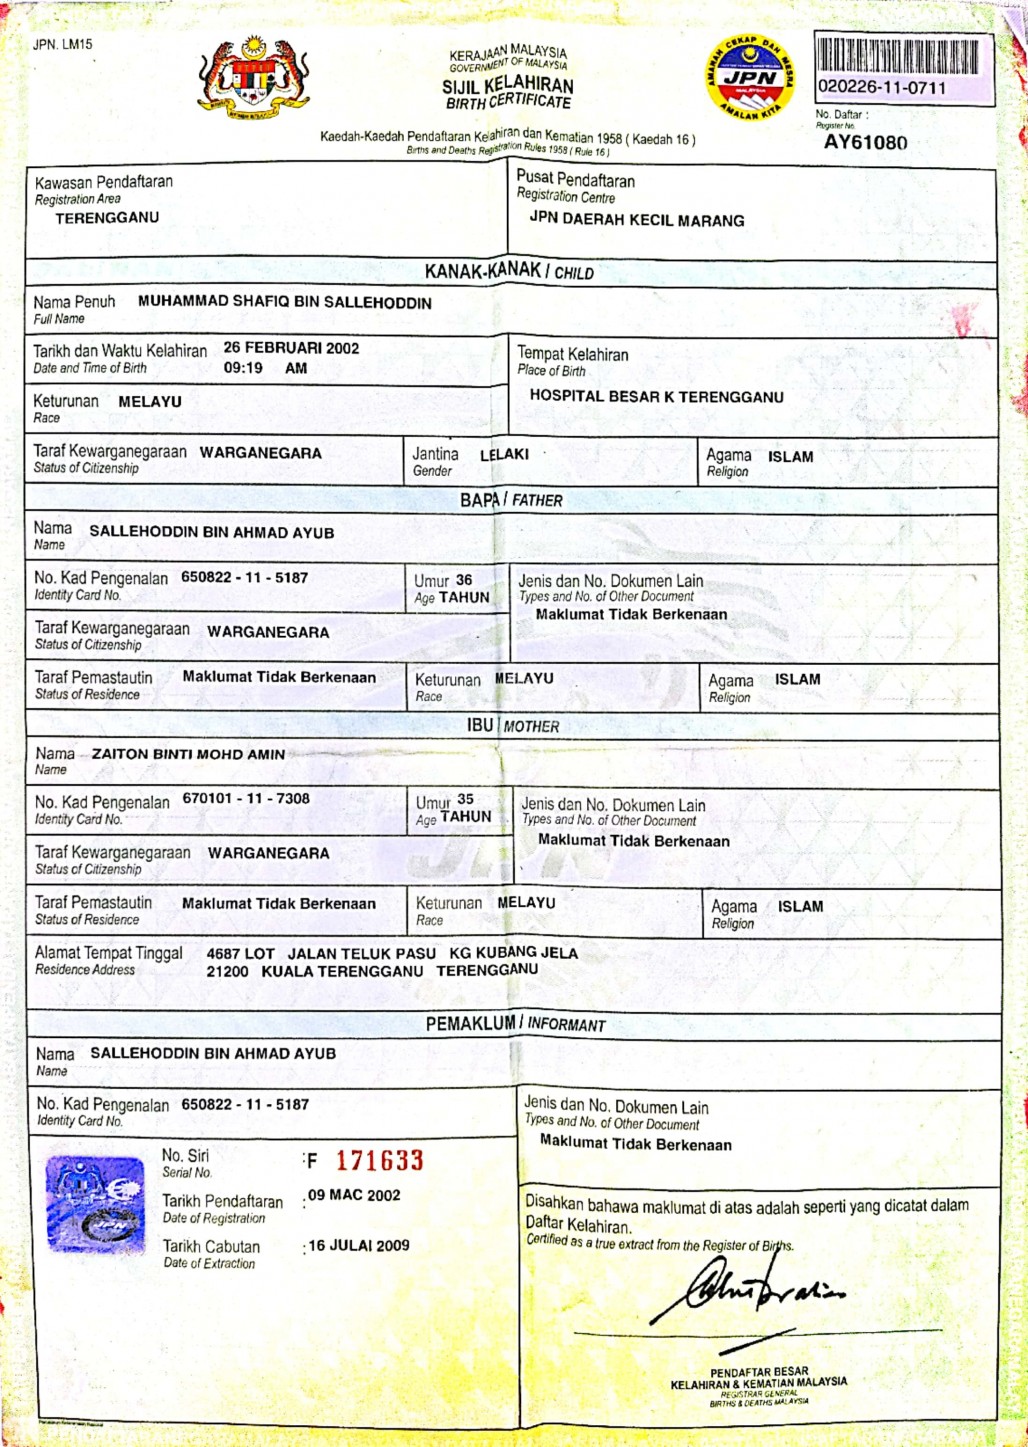 JPN. LM15
KERAJAAN MALAYSIA
GOVERNMENT OF MALAYSIA
SIJIL KELAHIRAN
BIRTH CERTIFICATE
AMANAH CEKAP DAN MESRA
JPN
MALAYSIA
AMALAN KITA
020226-11-0711
No. Daftar :
Register No.
AY61080
Kaedah-Kaedah Pendaftaran Kelahiran dan Kematian 1958 ( Kaedah 16 )
Births and Deaths Registration Rules 1958 ( Rule 16 )
Kawasan Pendaftaran
Registration Area
TERENGGANU
Pusat Pendaftaran
Registration Centre
JPN DAERAH KECIL MARANG
KANAK-KANAK / CHILD
Nama Penuh MUHAMMAD SHAFIQ BIN SALLEHODDIN
Full Name
Tarikh dan Waktu Kelahiran 26 FEBRUARI 2002
Date and Time of Birth 09:19 AM
Tempat Kelahiran
Place of Birth
HOSPITAL BESAR K TERENGGANU
Keturunan MELAYU
Race
Taraf Kewarganegaraan WARGANEGARA
Status of Citizenship
Jantina LELAKI
Gender
Agama ISLAM
Religion
BAPA / FATHER
Nama SALLEHODDIN BIN AHMAD AYUB
Name
No. Kad Pengenalan 650822 - 11 - 5187
Identity Card No.
Umur 36
Age TAHUN
Jenis dan No. Dokumen Lain
Types and No. of Other Document
Maklumat Tidak Berkenaan
Taraf Kewarganegaraan WARGANEGARA
Status of Citizenship
Taraf Pemastautin Maklumat Tidak Berkenaan
Status of Residence
Keturunan MELAYU
Race
Agama ISLAM
Religion
IBU / MOTHER
Nama ZAITON BINTI MOHD AMIN
Name
No. Kad Pengenalan 670101 - 11 - 7308
Identity Card No.
Umur 35
Age TAHUN
Jenis dan No. Dokumen Lain
Types and No. of Other Document
Maklumat Tidak Berkenaan
Taraf Kewarganegaraan WARGANEGARA
Status of Citizenship
Taraf Pemastautin Maklumat Tidak Berkenaan
Status of Residence
Keturunan MELAYU
Race
Agama ISLAM
Religion
Alamat Tempat Tinggal 4687 LOT JALAN TELUK PASU KG KUBANG JELA
Residence Address 21200 KUALA TERENGGANU TERENGGANU
PEMAKLUM / INFORMANT
Nama SALLEHODDIN BIN AHMAD AYUB
Name
No. Kad Pengenalan 650822 - 11 - 5187
Identity Card No.
Jenis dan No. Dokumen Lain
Types and No. of Other Document
Maklumat Tidak Berkenaan
No. Siri : F 171633
Serial No.
Tarikh Pendaftaran : 09 MAC 2002
Date of Registration
Tarikh Cabutan : 16 JULAI 2009
Date of Extraction
JPN
Disahkan bahawa maklumat di atas adalah seperti yang dicatat dalam
Daftar Kelahiran.
Certified as a true extract from the Register of Births.
PENDAFTAR BESAR
KELAHIRAN & KEMATIAN MALAYSIA
REGISTRAR GENERAL
BIRTHS & DEATHS MALAYSIA